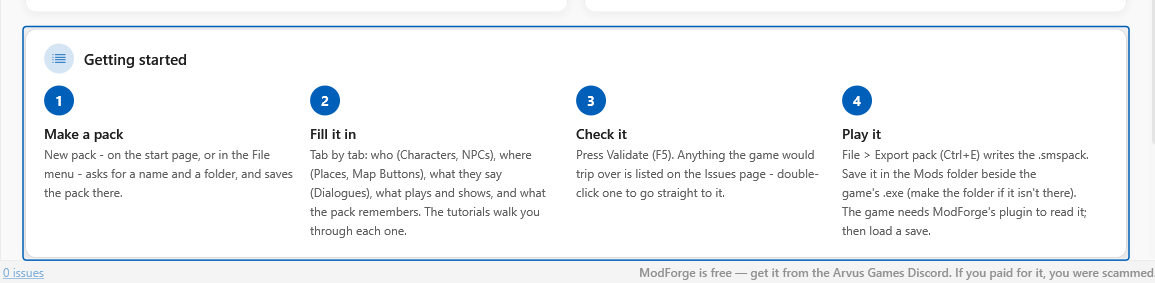 Getting started
1
Make a pack
New pack - on the start page, or in the File
menu - asks for a name and a folder, and saves
the pack there.
2
Fill it in
Tab by tab: who (Characters, NPCs), where
(Places, Map Buttons), what they say
(Dialogues), what plays and shows, and what
the pack remembers. The tutorials walk you
through each one.
3
Check it
Press Validate (F5). Anything the game would
trip over is listed on the Issues page - double-
click one to go straight to it.
4
Play it
File > Export pack (Ctrl+E) writes the .smspack.
Save it in the Mods folder beside the
game's .exe (make the folder if it isn't there).
The game needs ModForge's plugin to read it;
then load a save.
0 issues
ModForge is free — get it from the Arvus Games Discord. If you paid for it, you were scammed